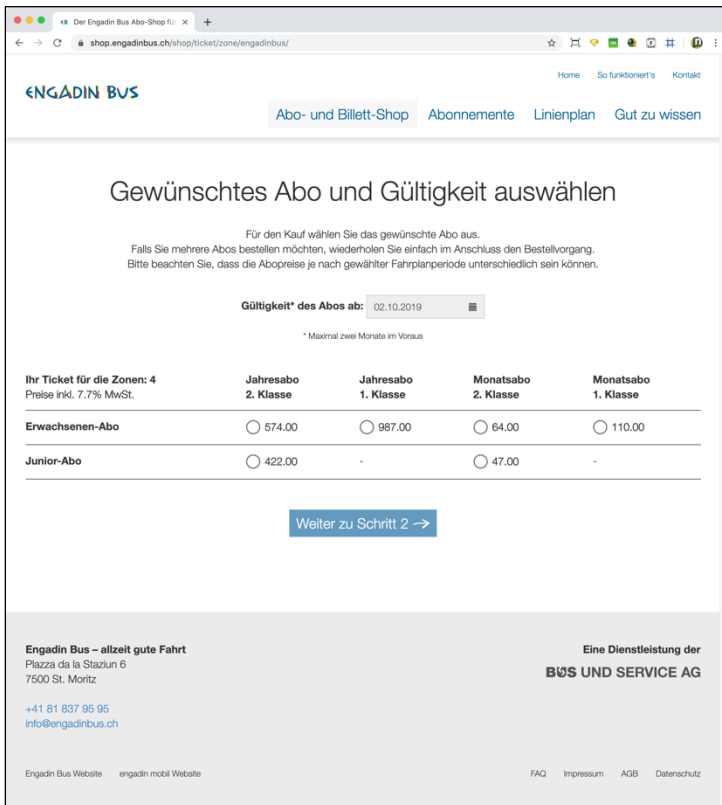 Der Engadin Bus Abo-Shop fü
shop.engadinbus.ch/shop/ticket/zone/engadinbus/
Home So funktioniert's Kontakt
ENGADIN BUS
Abo- und Billett-Shop Abonnemente Linienplan Gut zu wissen
Gewünschtes Abo und Gültigkeit auswählen
Für den Kauf wählen Sie das gewünschte Abo aus.
Falls Sie mehrere Abos bestellen möchten, wiederholen Sie einfach im Anschluss den Bestellvorgang.
Bitte beachten Sie, dass die Abopreise je nach gewählter Fahrplanperiode unterschiedlich sein können.
Gültigkeit* des Abos ab: 02.10.2019
* Maximal zwei Monate im Voraus
Ihr Ticket für die Zonen: 4 Jahresabo Jahresabo Monatsabo Monatsabo
Preise inkl. 7.7% MwSt. 2. Klasse 1. Klasse 2. Klasse 1. Klasse
Erwachsenen-Abo 574.00 987.00 64.00 110.00
Junior-Abo 422.00 - 47.00 -
Weiter zu Schritt 2 →
Engadin Bus – allzeit gute Fahrt Eine Dienstleistung der
Plazza da la Staziun 6
7500 St. Moritz
BUS UND SERVICE AG
+41 81 837 95 95
info@engadinbus.ch
Engadin Bus Website engadin mobil Website FAQ Impressum AGB Datenschutz